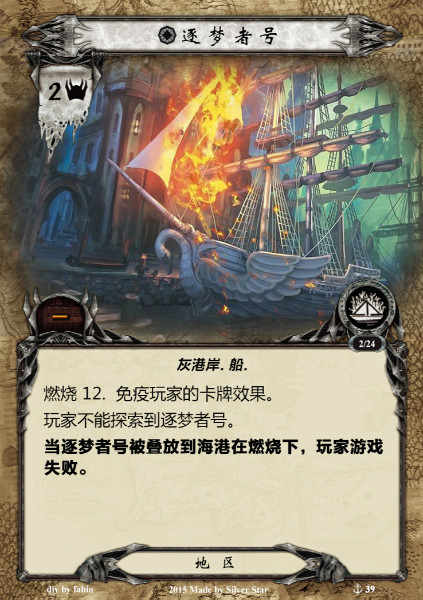 逐梦者号
2
2/24
灰港岸. 船.
燃烧 12. 免疫玩家的卡牌效果。
玩家不能探索到逐梦者号。
当逐梦者号被叠放到海港在燃烧下，玩家游戏
失败。
地 区
diy by fabin
2015 Made by Silver Star
39